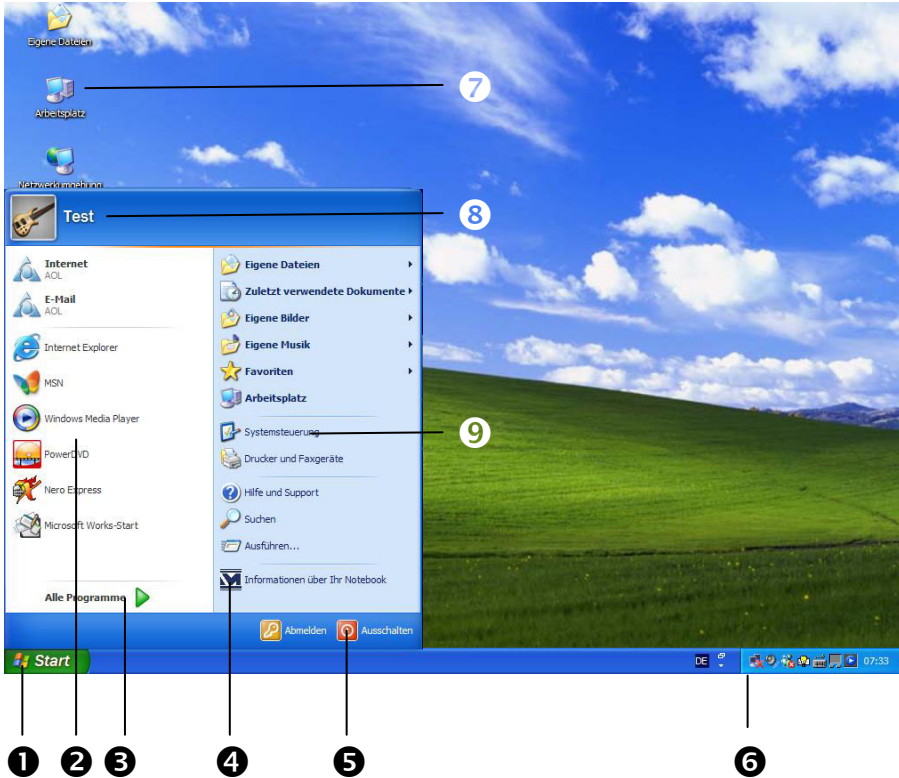 Eigene Dateien
Arbeitsplatz
7
Netzwerkumgebung
Test
8
Internet
AOL
E-Mail
AOL
Internet Explorer
MSN
Windows Media Player
PowerDVD
Nero Express
Microsoft Works-Start
Alle Programme
Eigene Dateien
Zuletzt verwendete Dokumente
Eigene Bilder
Eigene Musik
Favoriten
Arbeitsplatz
Systemsteuerung
9
Drucker und Faxgeräte
Hilfe und Support
Suchen
Ausführen...
Informationen über Ihr Notebook
Abmelden
Ausschalten
Start
DE
07:33
1 2 3 4 5 6